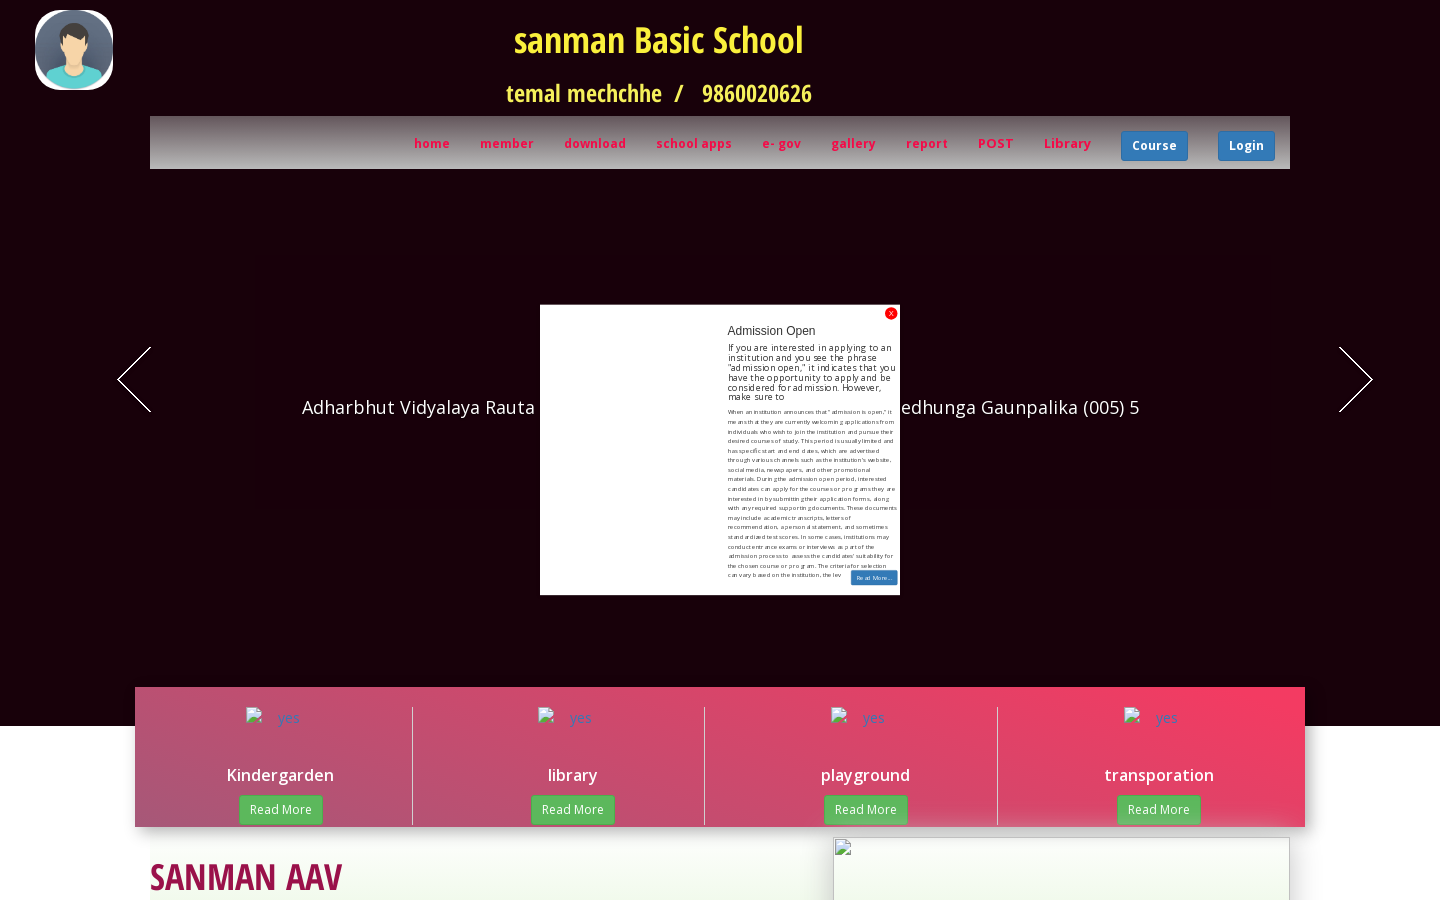 sanman Basic School
temal mechchhe / 9860020626
home member download school apps e- gov gallery report POST Library Course Login
X
Admission Open
If you are interested in applying to an
institution and you see the phrase
"admission open," it indicates that you
have the opportunity to apply and be
considered for admission. However,
make sure to
When an institution announces that "admission is open," it
means that they are currently welcoming applications from
individuals who wish to join the institution and pursue their
desired courses of study. This period is usually limited and
has specific start and end dates, which are advertised
through various channels such as the institution's website,
social media, newspapers, and other promotional
materials. During the admission open period, interested
candidates can apply for the courses or programs they are
interested in by submitting their application forms, along
with any required supporting documents. These documents
may include academic transcripts, letters of
recommendation, a personal statement, and sometimes
standardized test scores. In some cases, institutions may
conduct entrance exams or interviews as part of the
admission process to assess the candidates' suitability for
the chosen course or program. The criteria for selection
can vary based on the institution, the lev
Read More...
Adharbhut Vidyalaya Rauta edhunga Gaunpalika (005) 5
yes yes yes yes
Kindergarden library playground transporation
Read More Read More Read More Read More
SANMAN AAV